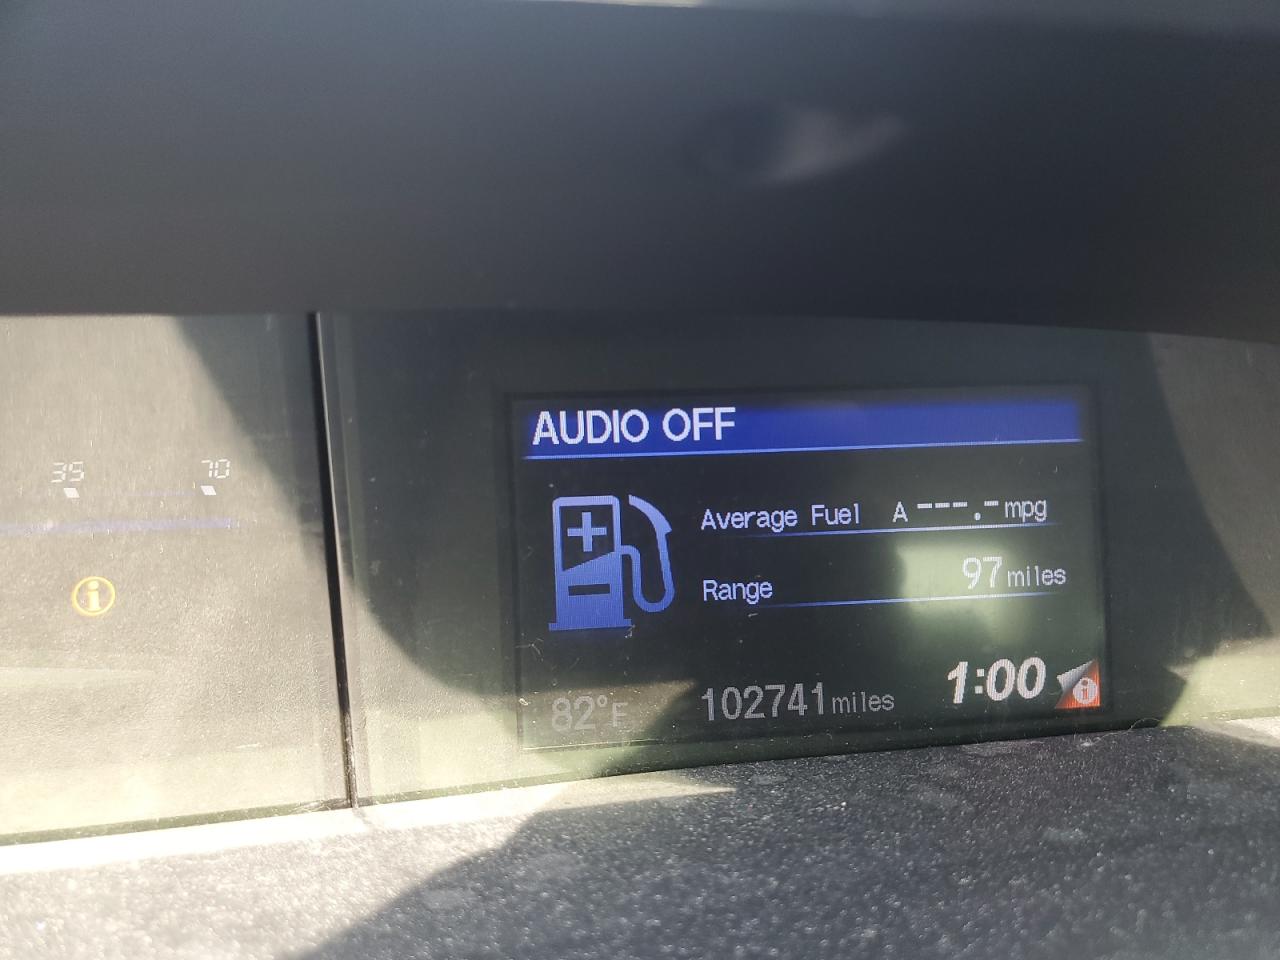 AUDIO OFF
35 70
Average Fuel A ---.- mpg
Range 97 miles
82°F 102741 miles 1:00